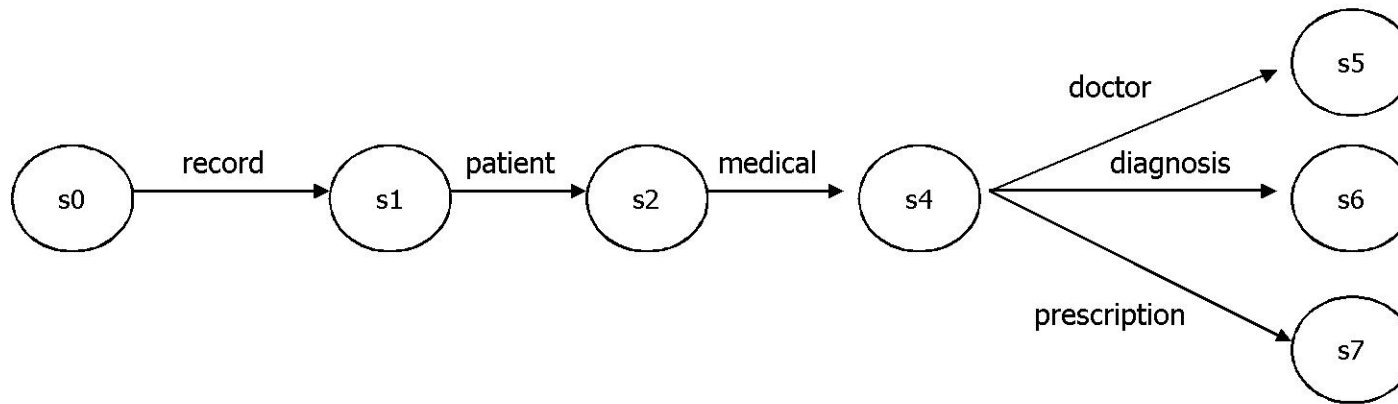 s0
record
s1
patient
s2
medical
s4
doctor
s5
diagnosis
s6
prescription
s7